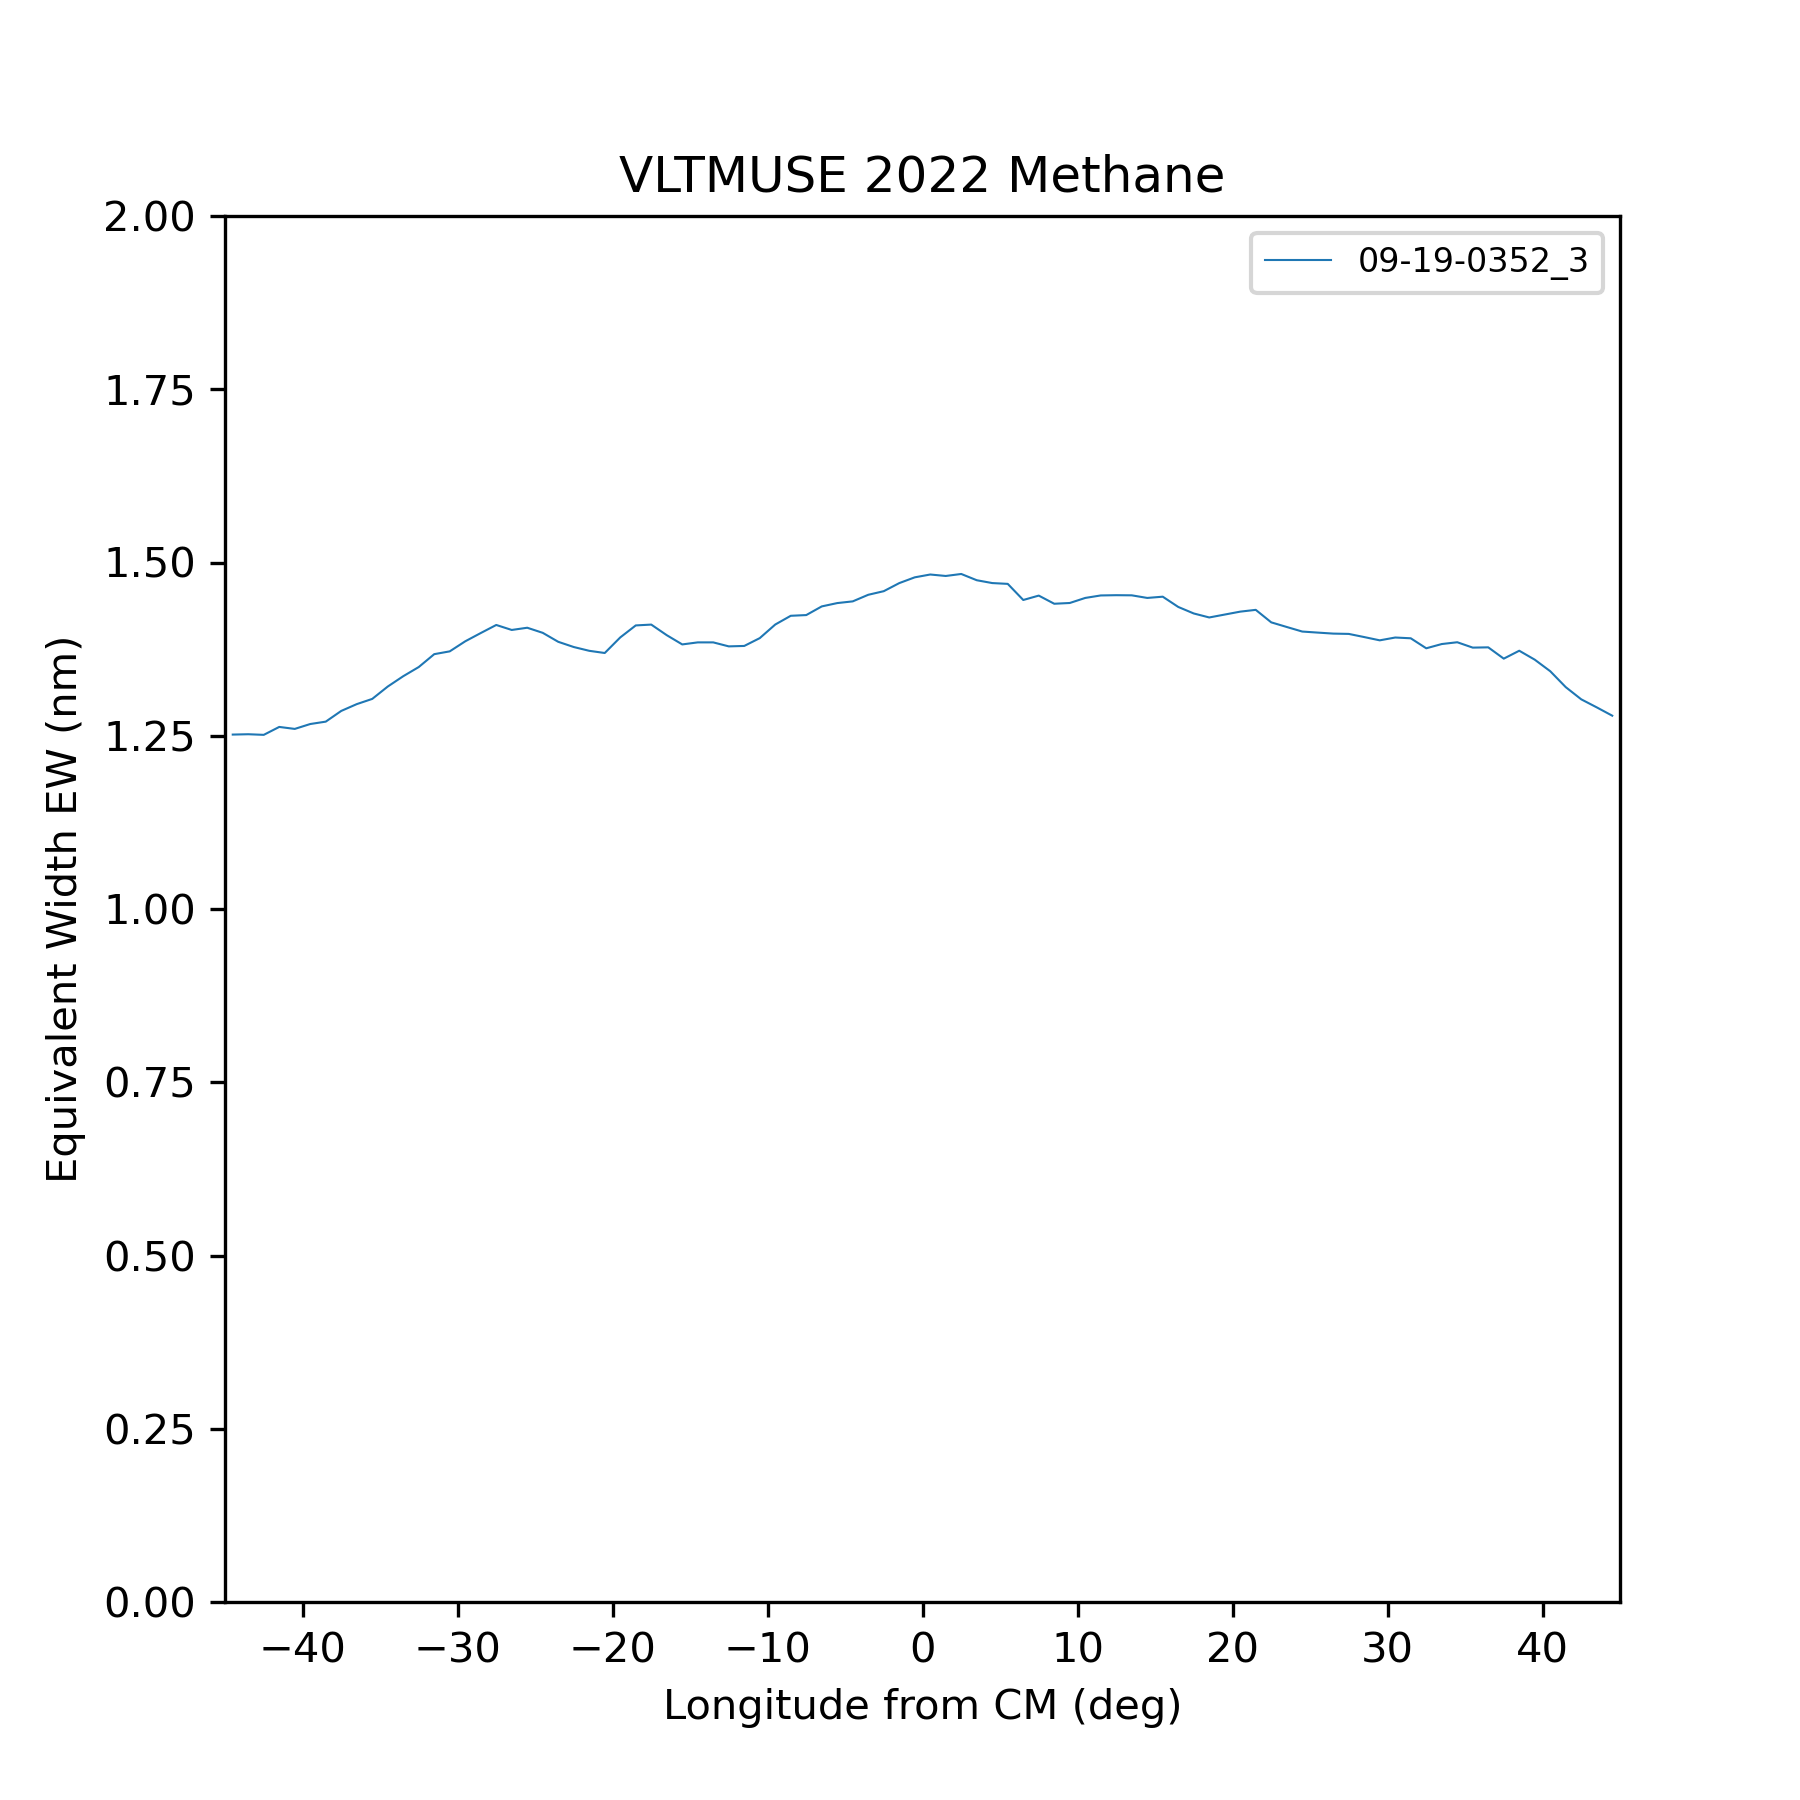 VLTMUSE 2022 Methane
09-19-0352_3
2.00
1.75
1.50
1.25
1.00
0.75
0.50
0.25
0.00
Equivalent Width EW (nm)
−40 −30 −20 −10 0 10 20 30 40
Longitude from CM (deg)